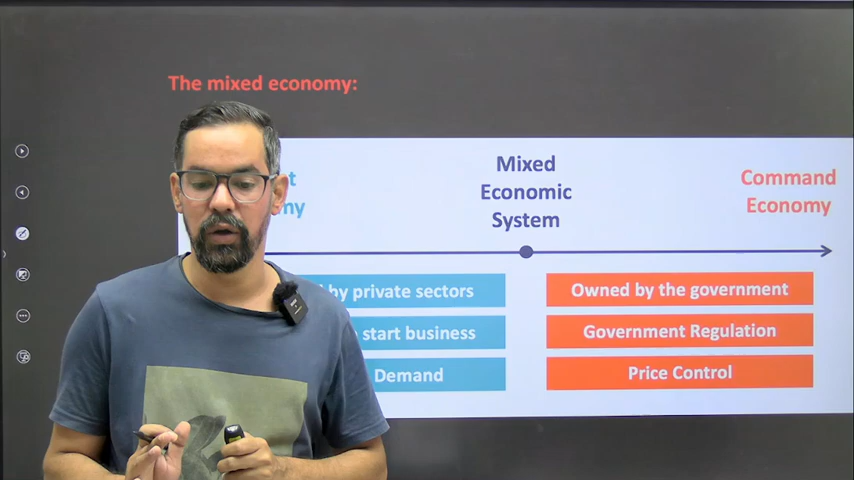 The mixed economy:
Mixed
Economic
System
Command
Economy
by private sectors
start business
Demand
Owned by the government
Government Regulation
Price Control